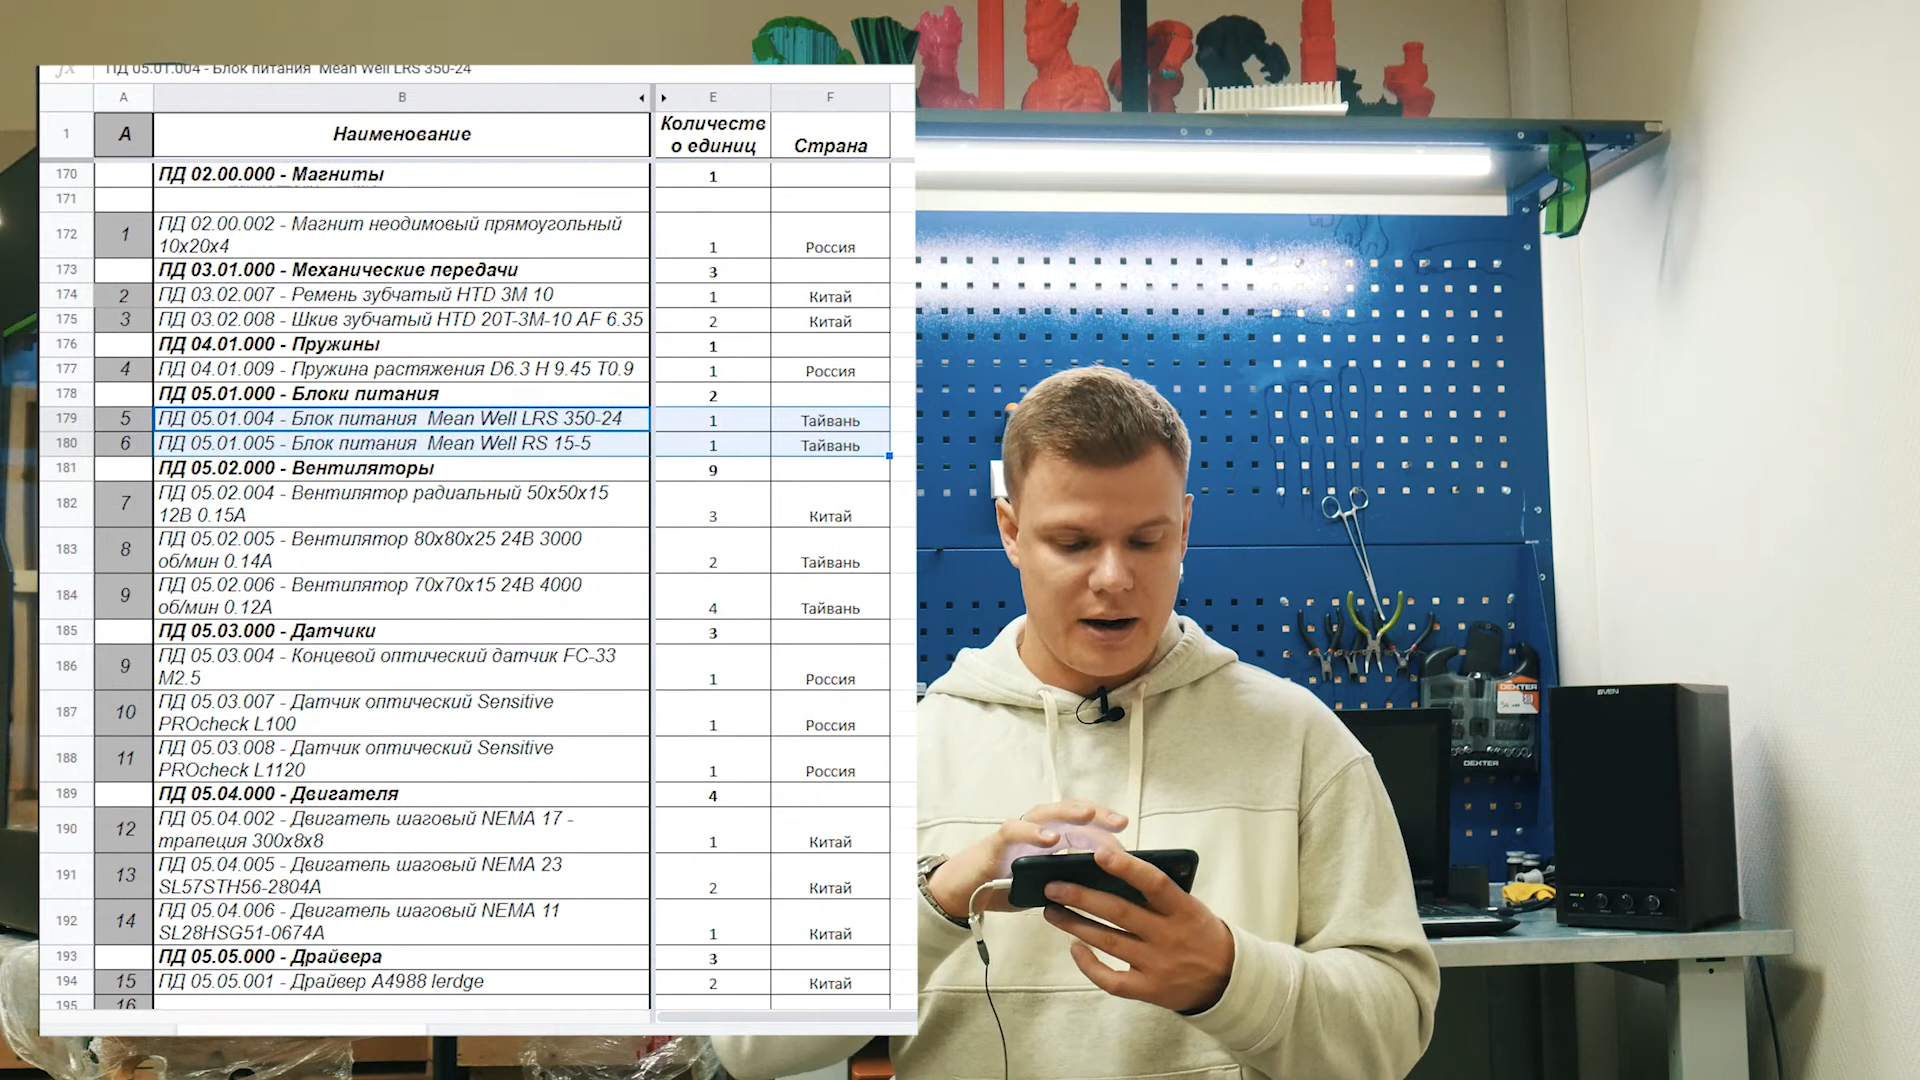 fx ПД 05.01.004 - Блок питания Mean Well LRS 350-24
A B E F
1 А Наименование Количеств о единиц Страна
170 ПД 02.00.000 - Магниты 1
171
172 1 ПД 02.00.002 - Магнит неодимовый прямоугольный
10х20х4 1 Россия
173 ПД 03.01.000 - Механические передачи 3
174 2 ПД 03.02.007 - Ремень зубчатый HTD 3M 10 1 Китай
175 3 ПД 03.02.008 - Шкив зубчатый HTD 20T-3M-10 AF 6.35 2 Китай
176 ПД 04.01.000 - Пружины 1
177 4 ПД 04.01.009 - Пружина растяжения D6.3 H 9.45 T0.9 1 Россия
178 ПД 05.01.000 - Блоки питания 2
179 5 ПД 05.01.004 - Блок питания Mean Well LRS 350-24 1 Тайвань
180 6 ПД 05.01.005 - Блок питания Mean Well RS 15-5 1 Тайвань
181 ПД 05.02.000 - Вентиляторы 9
182 7 ПД 05.02.004 - Вентилятор радиальный 50х50х15
12В 0.15А 3 Китай
183 8 ПД 05.02.005 - Вентилятор 80х80х25 24В 3000
об/мин 0.14А 2 Тайвань
184 9 ПД 05.02.006 - Вентилятор 70х70х15 24В 4000
об/мин 0.12А 4 Тайвань
185 ПД 05.03.000 - Датчики 3
186 9 ПД 05.03.004 - Концевой оптический датчик FC-33
М2.5 1 Россия
187 10 ПД 05.03.007 - Датчик оптический Sensitive
PROcheck L100 1 Россия
188 11 ПД 05.03.008 - Датчик оптический Sensitive
PROcheck L1120 1 Россия
189 ПД 05.04.000 - Двигателя 4
190 12 ПД 05.04.002 - Двигатель шаговый NEMA 17 -
трапеция 300х8х8 1 Китай
191 13 ПД 05.04.005 - Двигатель шаговый NEMA 23
SL57STH56-2804A 2 Китай
192 14 ПД 05.04.006 - Двигатель шаговый NEMA 11
SL28HSG51-0674A 1 Китай
193 ПД 05.05.000 - Драйвера 3
194 15 ПД 05.05.001 - Драйвер A4988 lerdge 2 Китай
195 16
DEXTER
DEXTER
SVEN